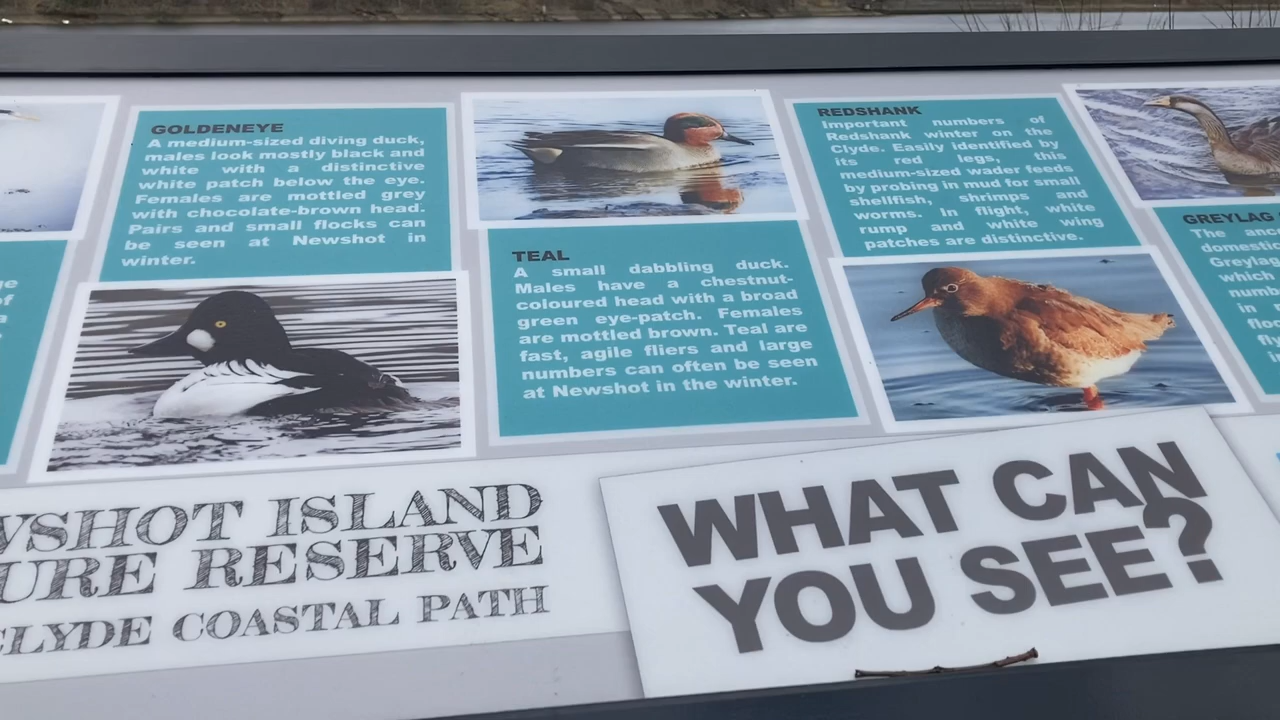 GOLDENEYE
A medium-sized diving duck,
males look mostly black and
white with a distinctive
white patch below the eye.
Females are mottled grey
with chocolate-brown head.
Pairs and small flocks can
be seen at Newshot in
winter.
TEAL
A small dabbling duck.
Males have a chestnut-
coloured head with a broad
green eye-patch. Females
are mottled brown. Teal are
fast, agile fliers and large
numbers can often be seen
at Newshot in the winter.
REDSHANK
Important numbers of
Redshank winter on the
Clyde. Easily identified by
its red legs, this
medium-sized wader feeds
by probing in mud for small
shellfish, shrimps and
worms. In flight, white
rump and white wing
patches are distinctive.
GREYLAG
The
Greylag
which
in
WSHOT ISLAND
URE RESERVE
CLYDE COASTAL PATH
WHAT CAN
YOU SEE?